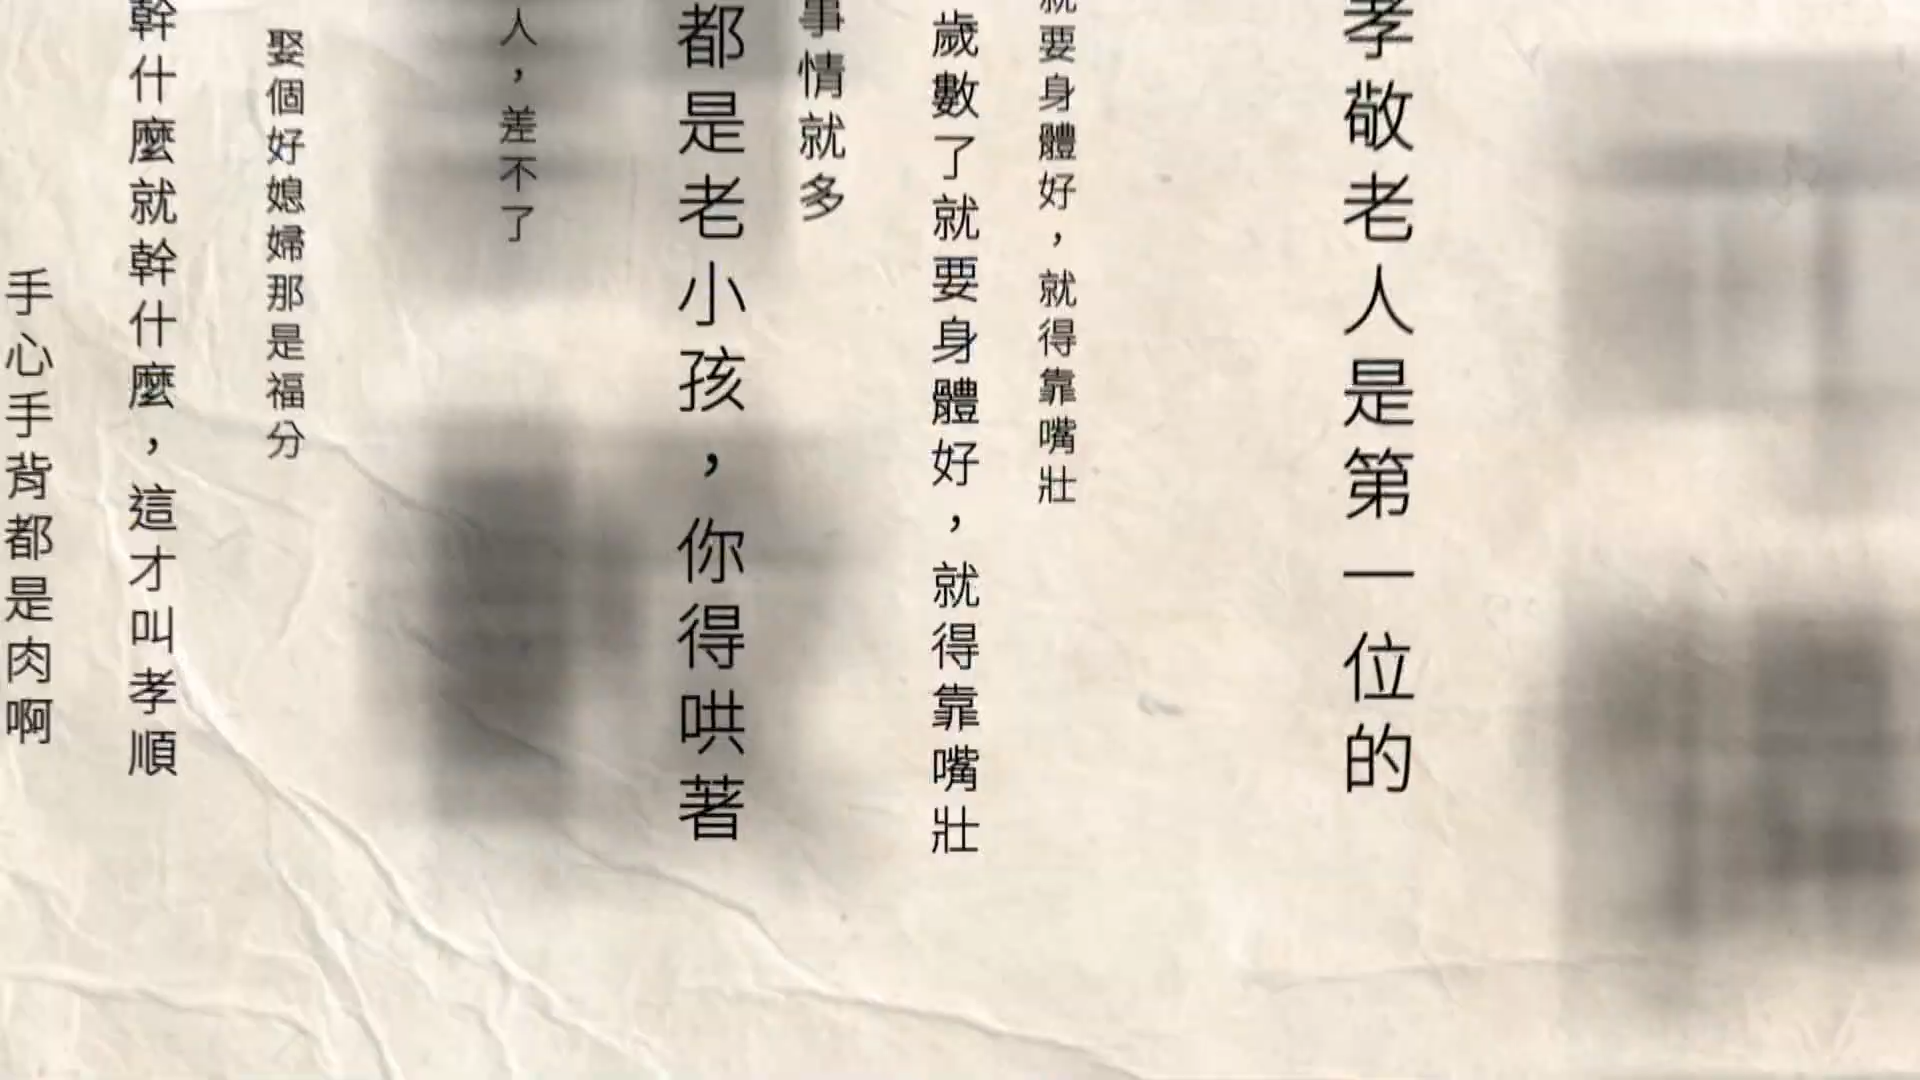 孝敬老人是第一位的
就要身體好，就得靠嘴壯
歲數了就要身體好，就得靠嘴壯
事情就多
都是老小孩，你得哄著
人，差不了
娶個好媳婦那是福分
幹什麼就幹什麼，這才叫孝順
手心手背都是肉啊